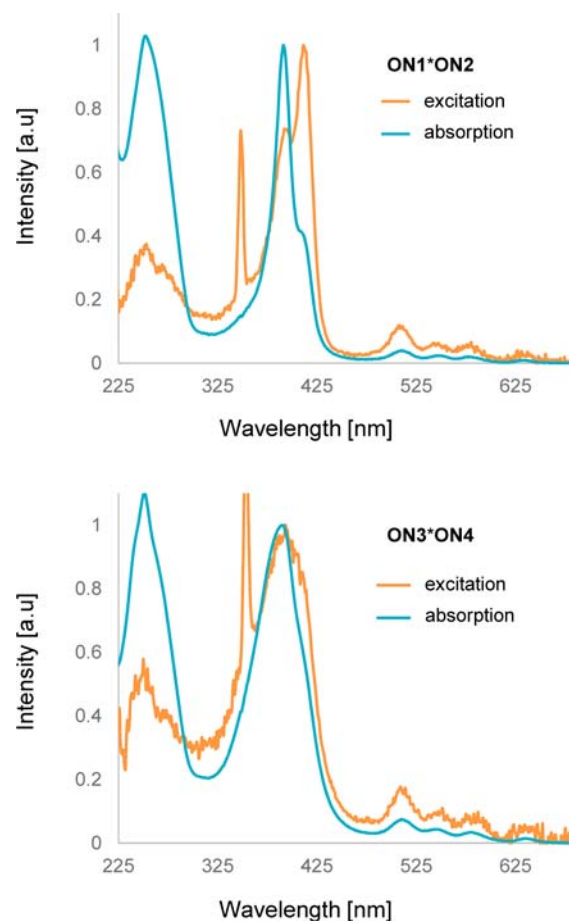 ON1*ON2
excitation
absorption
Intensity [a.u]
1
0.8
0.6
0.4
0.2
0
225 325 425 525 625
Wavelength [nm]
ON3*ON4
excitation
absorption
Intensity [a.u]
1
0.8
0.6
0.4
0.2
0
225 325 425 525 625
Wavelength [nm]